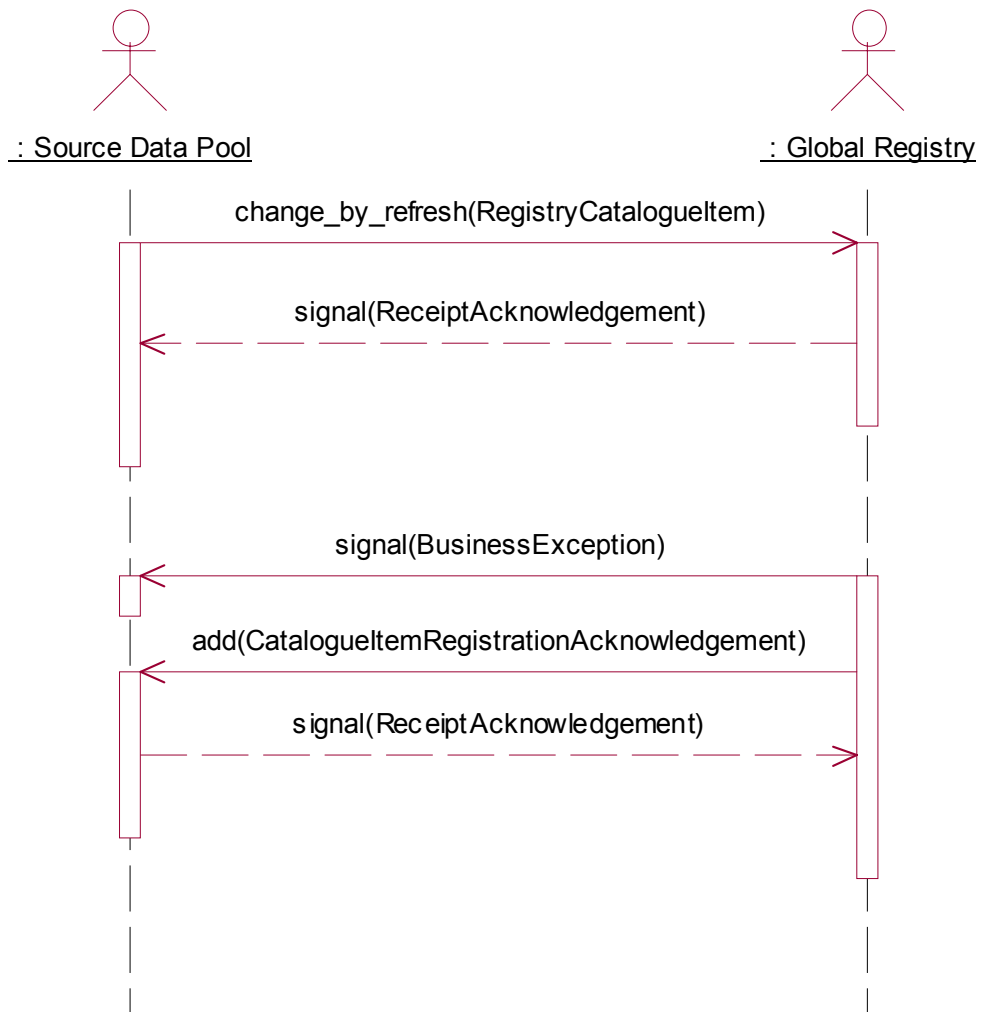 : Source Data Pool
: Global Registry
change_by_refresh(RegistryCatalogueItem)
signal(ReceiptAcknowledgement)
signal(BusinessException)
add(CatalogueItemRegistrationAcknowledgement)
signal(ReceiptAcknowledgement)